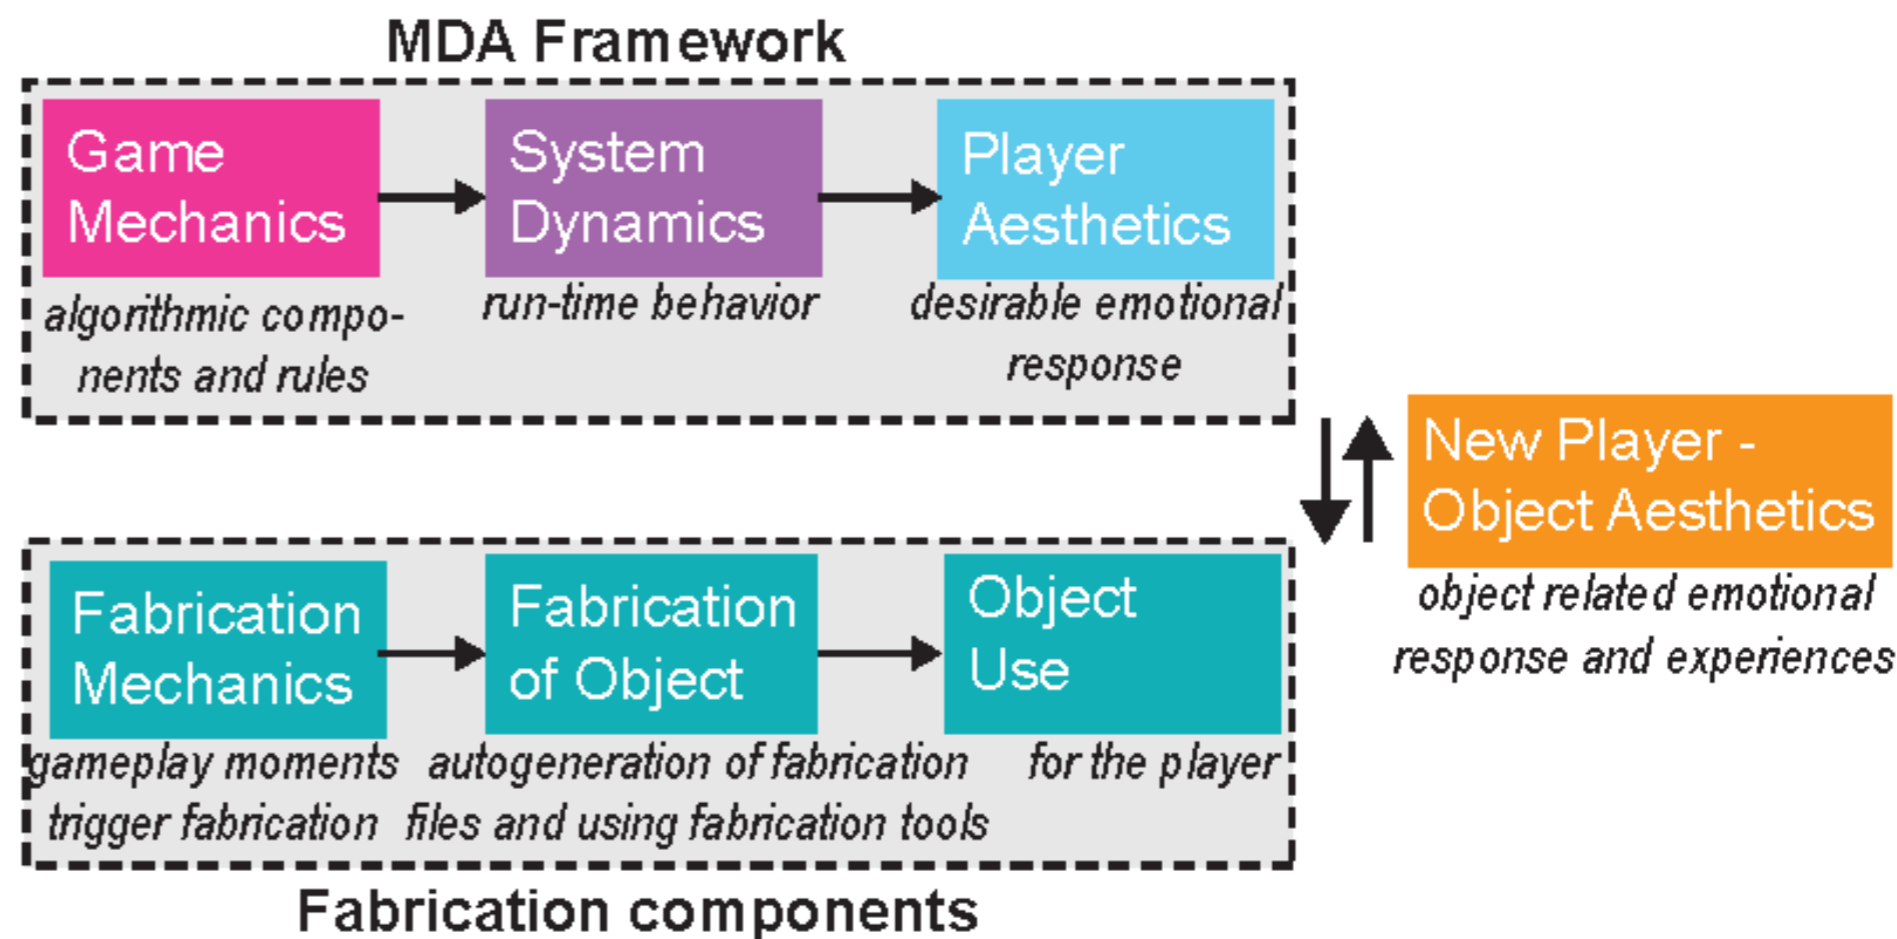 MDA Framework
Game
Mechanics
algorithmic compo-
nents and rules
System
Dynamics
run-time behavior
Player
Aesthetics
desirable emotional
response
New Player -
Object Aesthetics
object related emotional
response and experiences
Fabrication
Mechanics
gameplay moments
trigger fabrication
Fabrication
of Object
autogeneration of fabrication
files and using fabrication tools
Object
Use
for the player
Fabrication components